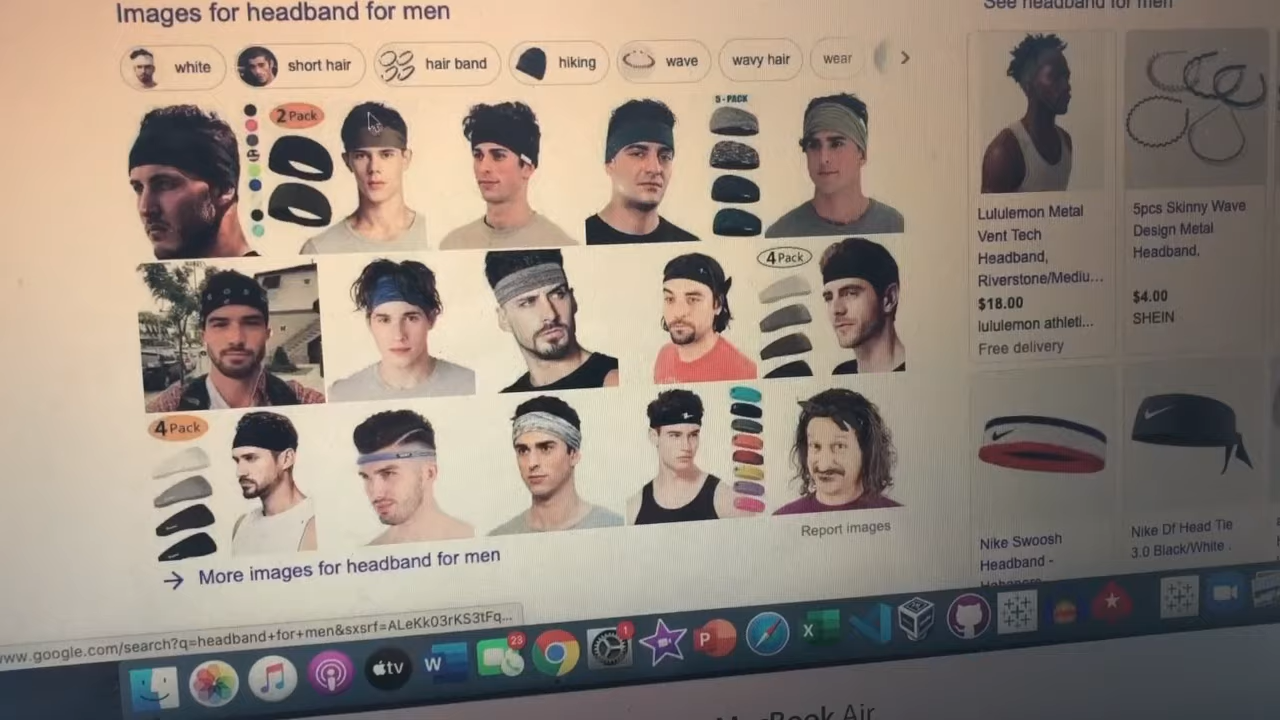 Images for headband for men
See headband for men
white
short hair
hair band
hiking
wave
wavy hair
wear
2 Pack
5-PACK
4 Pack
4 Pack
Report images
More images for headband for men
Lululemon Metal
Vent Tech
Headband,
Riverstone/Mediu...
$18.00
lululemon athleti...
Free delivery
5pcs Skinny Wave
Design Metal
Headband,
$4.00
SHEIN
Nike Swoosh
Headband -
Habanero
Nike Df Head Tie
3.0 Black/White .
www.google.com/search?q=headband+for+men&sxsrf=ALeKk03rKS3tFq...
tv
W
23
1
P
X
MacBook Air